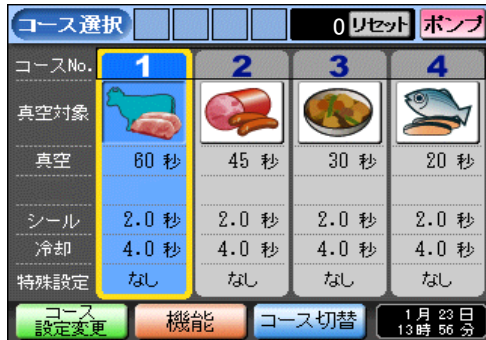 コース選択 0 リセット ポンプ
コースNo. 1 2 3 4
真空対象
真空 60 秒 45 秒 30 秒 20 秒
シール 2.0 秒 2.0 秒 2.0 秒 2.0 秒
冷却 4.0 秒 4.0 秒 4.0 秒 4.0 秒
特殊設定 なし なし なし なし
コース
設定変更 機能 コース切替 1月 23日
13時 56分